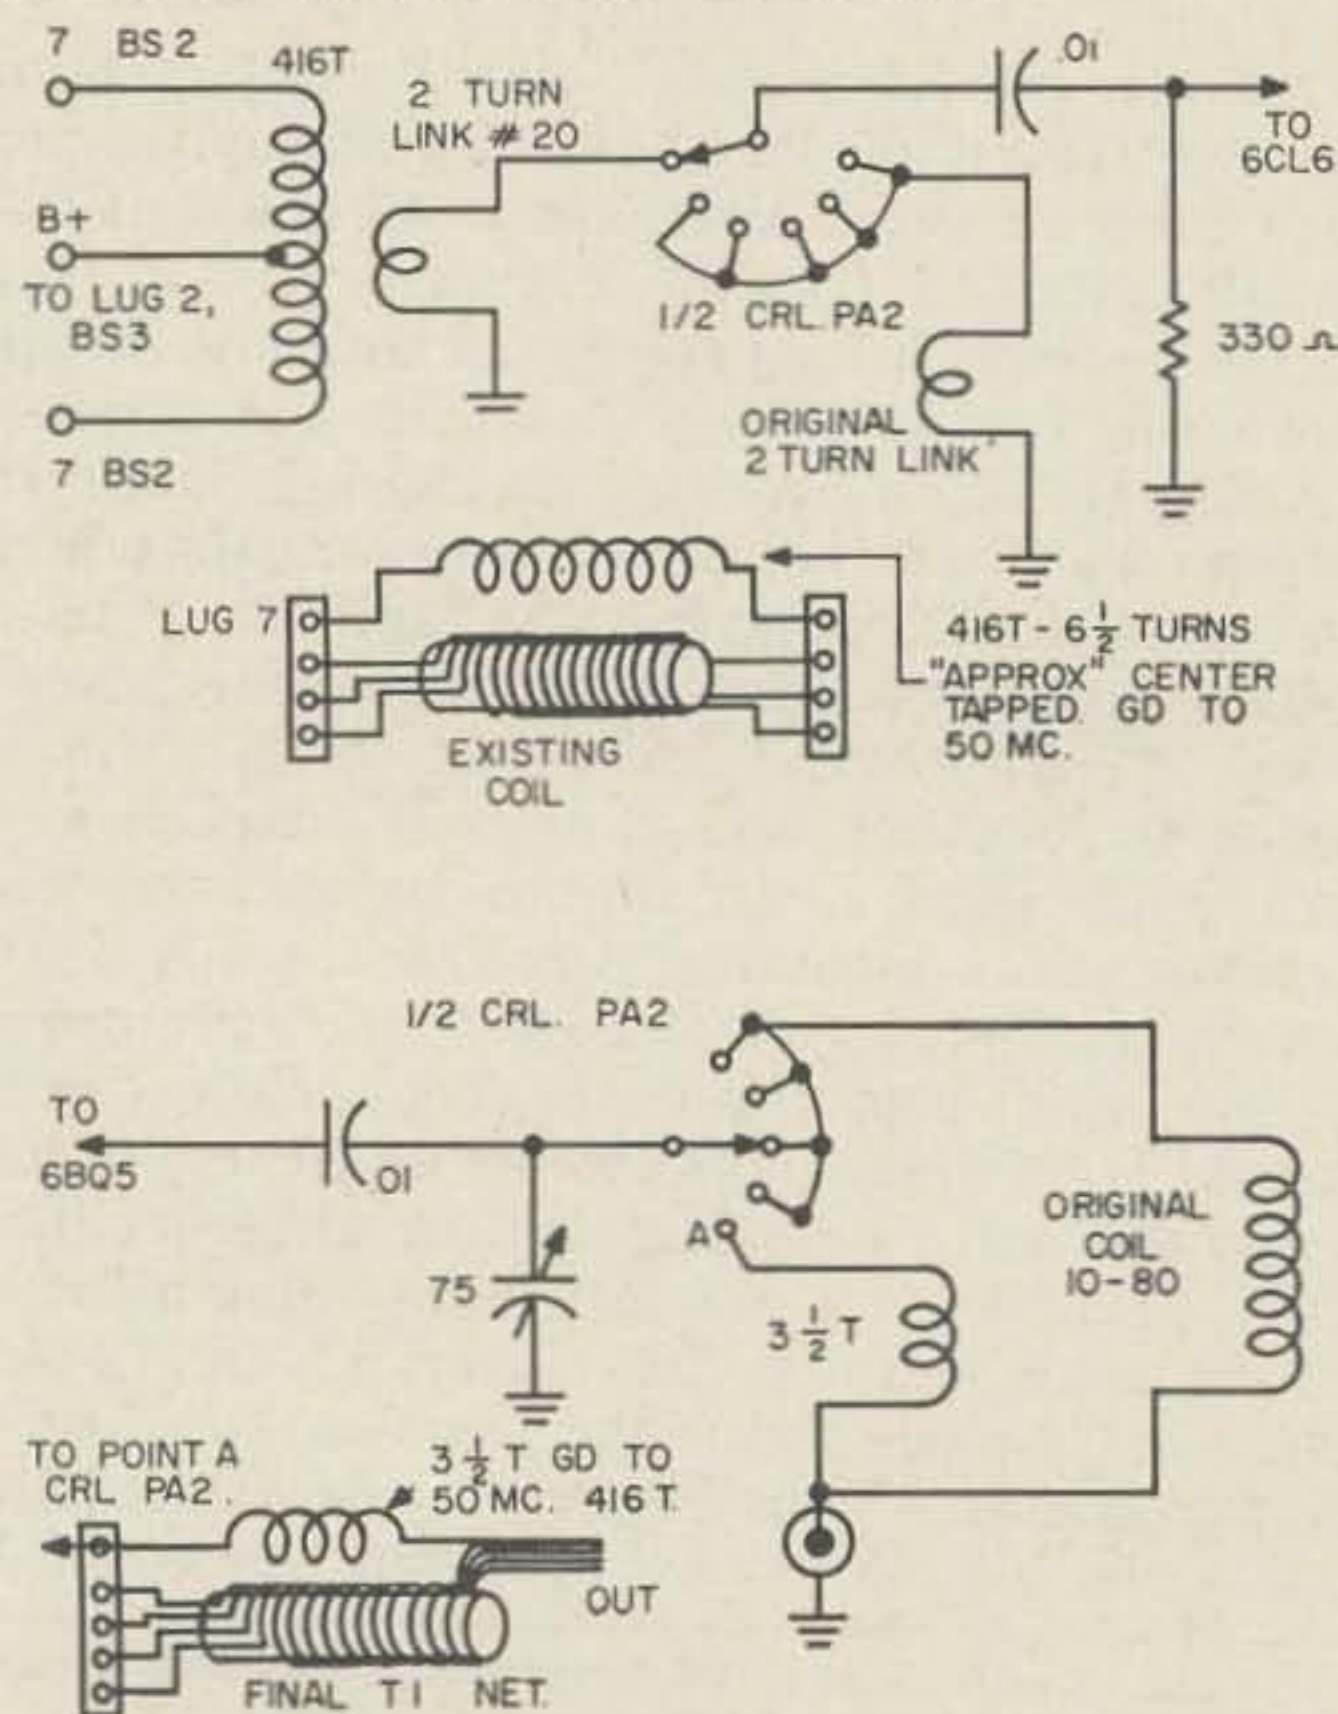 7 BS 2
416T
2 TURN
LINK # 20
.01
TO
6CL6
B+
TO LUG 2,
BS3
1/2 CRL. PA2
330 Ω
7 BS2
ORIGINAL
2 TURN LINK
LUG 7
416T - 6 1/2 TURNS
"APPROX" CENTER
TAPPED. GD TO
50 MC.
EXISTING
COIL
1/2 CRL. PA2
TO
6BQ5
.01
75
A
3 1/2 T
ORIGINAL
COIL
10-80
TO POINT A
CRL PA2.
3 1/2 T GD TO
50 MC. 416 T.
OUT
FINAL T1 NET.